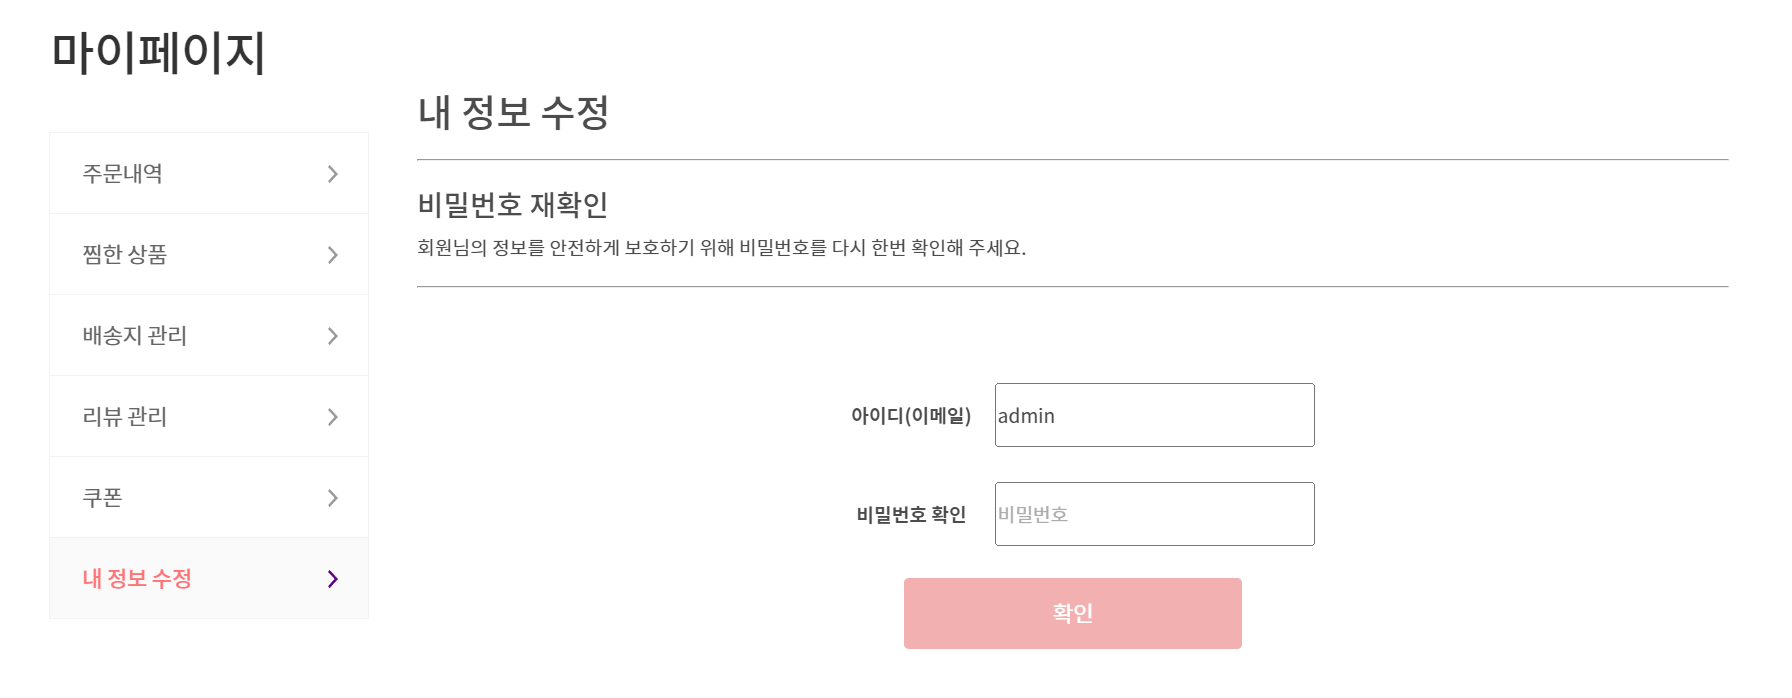 마이페이지
주문내역
찜한 상품
배송지 관리
리뷰 관리
쿠폰
내 정보 수정
내 정보 수정
비밀번호 재확인
회원님의 정보를 안전하게 보호하기 위해 비밀번호를 다시 한번 확인해 주세요.
아이디(이메일) admin
비밀번호 확인 비밀번호
확인